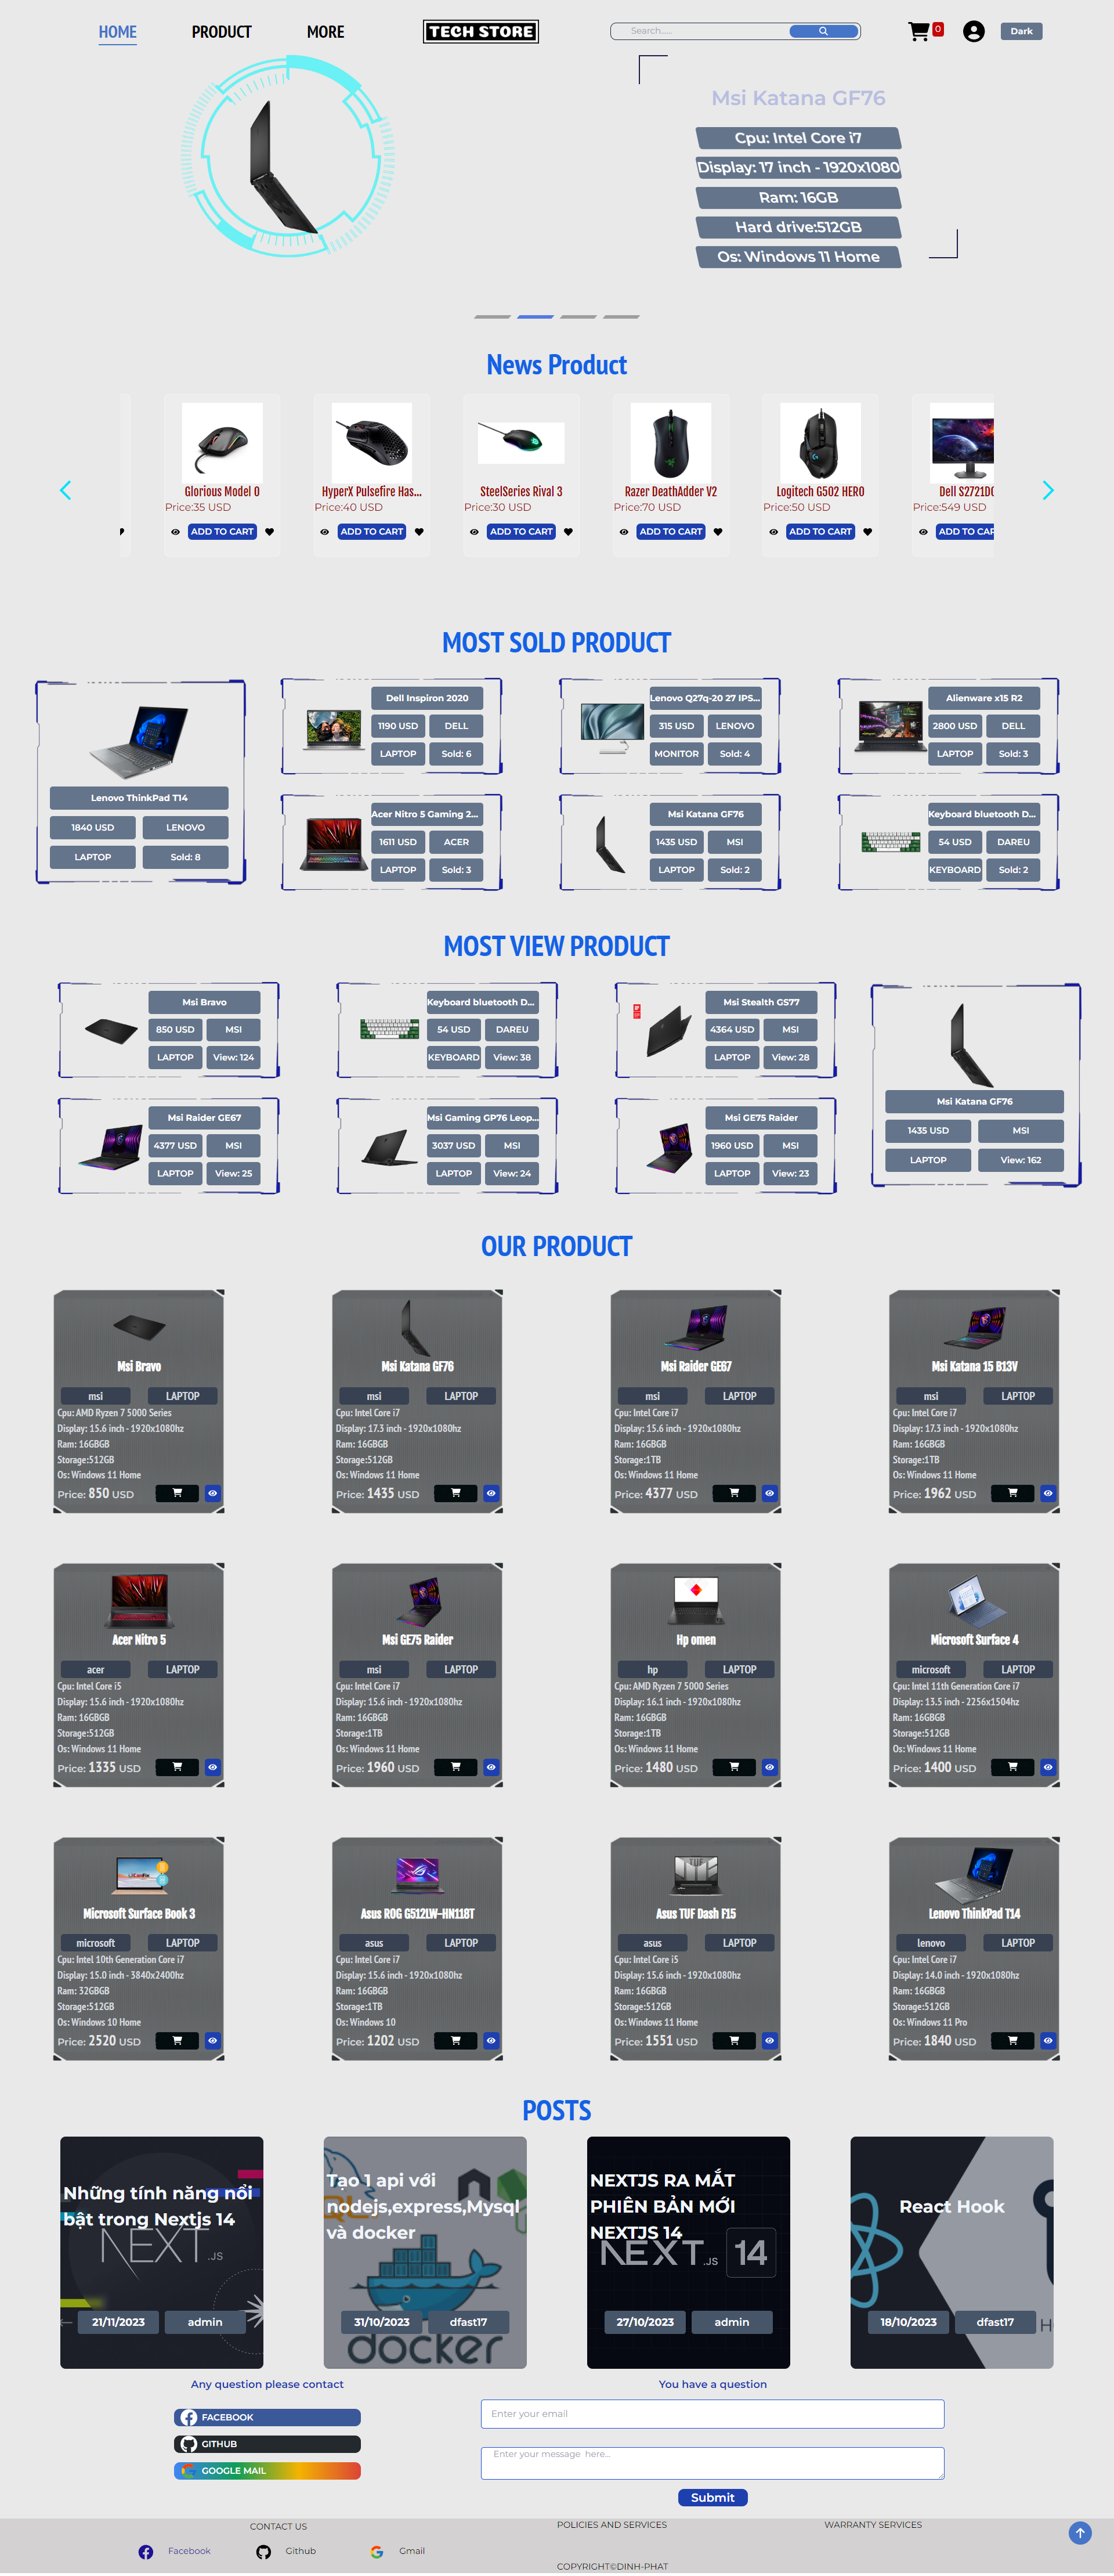 HOME
PRODUCT
MORE
TECH STORE
Search.....
0
Dark
Msi Katana GF76
Cpu: Intel Core i7
Display: 17 inch - 1920x1080
Ram: 16GB
Hard drive:512GB
Os: Windows 11 Home
News Product
Glorious Model O
Price:35 USD
ADD TO CART
HyperX Pulsefire Has...
Price:40 USD
ADD TO CART
SteelSeries Rival 3
Price:30 USD
ADD TO CART
Razer DeathAdder V2
Price:70 USD
ADD TO CART
Logitech G502 HERO
Price:50 USD
ADD TO CART
Dell S2721DG
Price:549 USD
ADD TO CAR
MOST SOLD PRODUCT
Lenovo ThinkPad T14
1840 USD
LENOVO
LAPTOP
Sold: 8
Dell Inspiron 2020
1190 USD
DELL
LAPTOP
Sold: 6
Lenovo Q27q-20 27 IPS...
315 USD
LENOVO
MONITOR
Sold: 4
Alienware x15 R2
2800 USD
DELL
LAPTOP
Sold: 3
Acer Nitro 5 Gaming 2...
1611 USD
ACER
LAPTOP
Sold: 3
Msi Katana GF76
1435 USD
MSI
LAPTOP
Sold: 2
Keyboard bluetooth D...
54 USD
DAREU
KEYBOARD
Sold: 2
MOST VIEW PRODUCT
Msi Bravo
850 USD
MSI
LAPTOP
View: 124
Keyboard bluetooth D...
54 USD
DAREU
KEYBOARD
View: 38
Msi Stealth GS77
4364 USD
MSI
LAPTOP
View: 28
Msi Raider GE67
4377 USD
MSI
LAPTOP
View: 25
Msi Gaming GP76 Leop...
3037 USD
MSI
LAPTOP
View: 24
Msi GE75 Raider
1960 USD
MSI
LAPTOP
View: 23
Msi Katana GF76
1435 USD
MSI
LAPTOP
View: 162
OUR PRODUCT
Msi Bravo
msi
LAPTOP
Cpu: AMD Ryzen 7 5000 Series
Display: 15.6 inch - 1920x1080hz
Ram: 16GBGB
Storage:512GB
Os: Windows 11 Home
Price: 850 USD
Msi Katana GF76
msi
LAPTOP
Cpu: Intel Core i7
Display: 17.3 inch - 1920x1080hz
Ram: 16GBGB
Storage:512GB
Os: Windows 11 Home
Price: 1435 USD
Msi Raider GE67
msi
LAPTOP
Cpu: Intel Core i7
Display: 15.6 inch - 1920x1080hz
Ram: 16GBGB
Storage:1TB
Os: Windows 11 Home
Price: 4377 USD
Msi Katana 15 B13V
msi
LAPTOP
Cpu: Intel Core i7
Display: 17.3 inch - 1920x1080hz
Ram: 16GBGB
Storage:1TB
Os: Windows 11 Home
Price: 1962 USD
Acer Nitro 5
acer
LAPTOP
Cpu: Intel Core i5
Display: 15.6 inch - 1920x1080hz
Ram: 16GBGB
Storage:512GB
Os: Windows 11 Home
Price: 1335 USD
Msi GE75 Raider
msi
LAPTOP
Cpu: Intel Core i7
Display: 15.6 inch - 1920x1080hz
Ram: 16GBGB
Storage:1TB
Os: Windows 11 Home
Price: 1960 USD
Hp omen
hp
LAPTOP
Cpu: AMD Ryzen 7 5000 Series
Display: 16.1 inch - 1920x1080hz
Ram: 16GBGB
Storage:1TB
Os: Windows 11 Home
Price: 1480 USD
Microsoft Surface 4
microsoft
LAPTOP
Cpu: Intel 11th Generation Core i7
Display: 13.5 inch - 2256x1504hz
Ram: 16GBGB
Storage:512GB
Os: Windows 11 Home
Price: 1400 USD
Microsoft Surface Book 3
microsoft
LAPTOP
Cpu: Intel 10th Generation Core i7
Display: 15.0 inch - 3840x2400hz
Ram: 32GBGB
Storage:512GB
Os: Windows 10 Home
Price: 2520 USD
Asus ROG G512LW-HN118T
asus
LAPTOP
Cpu: Intel Core i7
Display: 15.6 inch - 1920x1080hz
Ram: 16GBGB
Storage:1TB
Os: Windows 10
Price: 1202 USD
Asus TUF Dash F15
asus
LAPTOP
Cpu: Intel Core i5
Display: 15.6 inch - 1920x1080hz
Ram: 16GBGB
Storage:512GB
Os: Windows 11 Home
Price: 1551 USD
Lenovo ThinkPad T14
lenovo
LAPTOP
Cpu: Intel Core i7
Display: 14.0 inch - 1920x1080hz
Ram: 16GBGB
Storage:512GB
Os: Windows 11 Pro
Price: 1840 USD
POSTS
Những tính năng nổi
bật trong Nextjs 14
NEXT.JS
21/11/2023
admin
Tạo 1 api với
nodejs,express,Mysql
và docker
31/10/2023
dfast17
docker
NEXTJS RA MẮT
PHIÊN BẢN MỚI
NEXTJS 14
NEXT.JS 14
27/10/2023
admin
React Hook
18/10/2023
dfast17
H
Any question please contact
FACEBOOK
GITHUB
GOOGLE MAIL
You have a question
Enter your email
Enter your message here...
Submit
CONTACT US
Facebook
Github
Gmail
POLICIES AND SERVICES
WARRANTY SERVICES
COPYRIGHT©DINH-PHAT